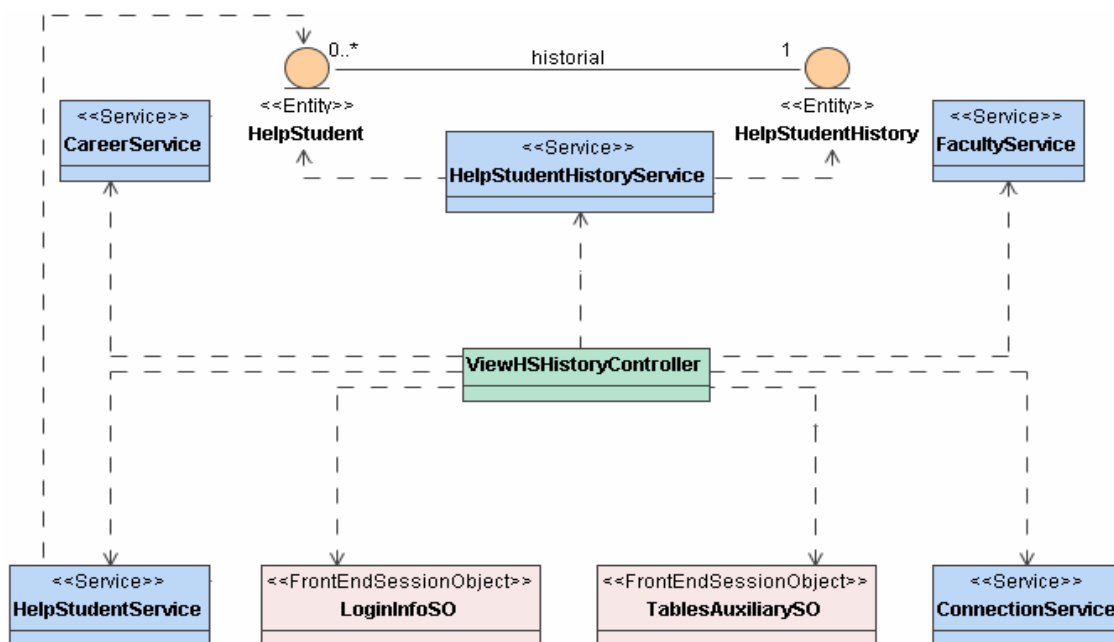 0..*
historial
1
<<Entity>>
HelpStudent
<<Entity>>
HelpStudentHistory
<<Service>>
CareerService
<<Service>>
HelpStudentHistoryService
<<Service>>
FacultyService
ViewHSHistoryController
<<Service>>
HelpStudentService
<<FrontEndSessionObject>>
LoginInfoSO
<<FrontEndSessionObject>>
TablesAuxiliarySO
<<Service>>
ConnectionService